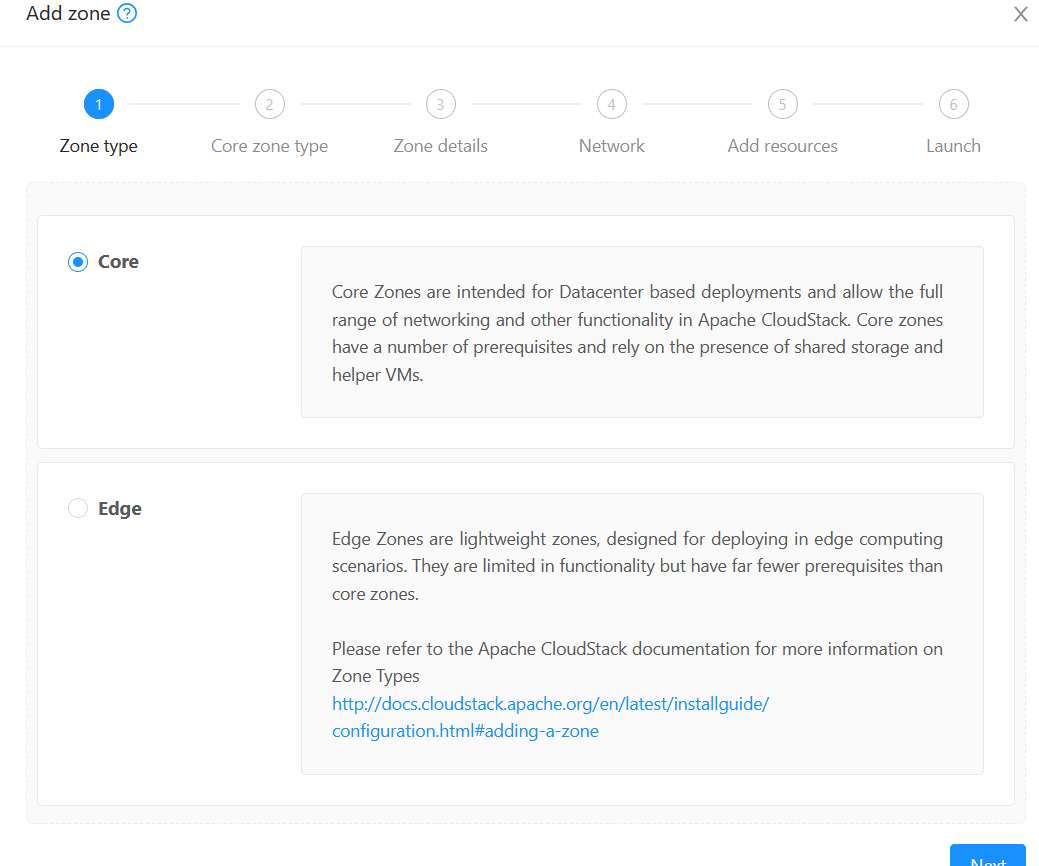 Add zone ?
X
1
2
3
4
5
6
Zone type
Core zone type
Zone details
Network
Add resources
Launch
Core
Core Zones are intended for Datacenter based deployments and allow the full
range of networking and other functionality in Apache CloudStack. Core zones
have a number of prerequisites and rely on the presence of shared storage and
helper VMs.
Edge
Edge Zones are lightweight zones, designed for deploying in edge computing
scenarios. They are limited in functionality but have far fewer prerequisites than
core zones.
Please refer to the Apache CloudStack documentation for more information on
Zone Types
http://docs.cloudstack.apache.org/en/latest/installguide/
configuration.html#adding-a-zone
Next